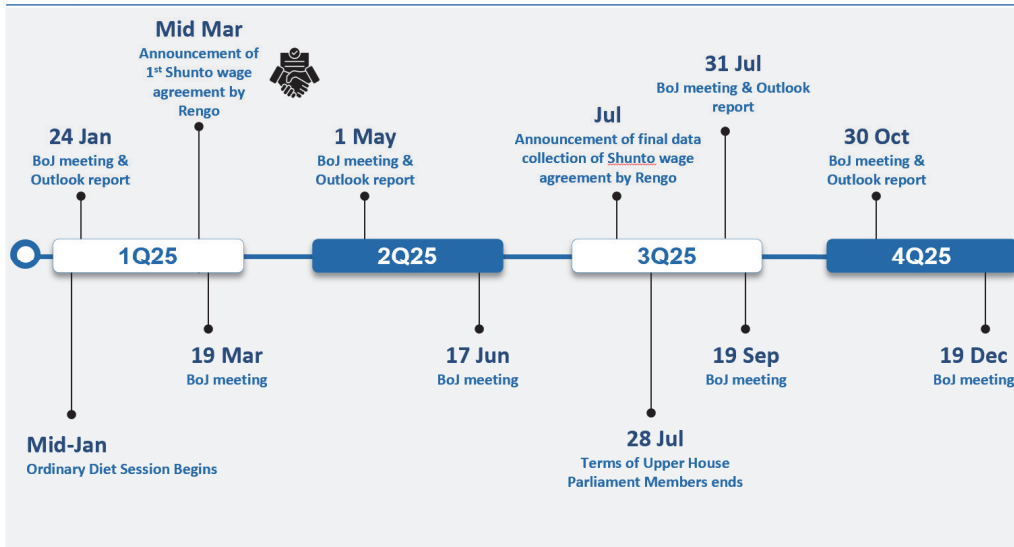 Mid Mar
Announcement of
1st Shunto wage
agreement by
Rengo
24 Jan
BoJ meeting &
Outlook report
1 May
BoJ meeting &
Outlook report
Jul
Announcement of final data
collection of Shunto wage
agreement by Rengo
31 Jul
BoJ meeting & Outlook
report
30 Oct
BoJ meeting &
Outlook report
1Q25
2Q25
3Q25
4Q25
Mid-Jan
Ordinary Diet Session Begins
19 Mar
BoJ meeting
17 Jun
BoJ meeting
28 Jul
Terms of Upper House
Parliament Members ends
19 Sep
BoJ meeting
19 Dec
BoJ meeting